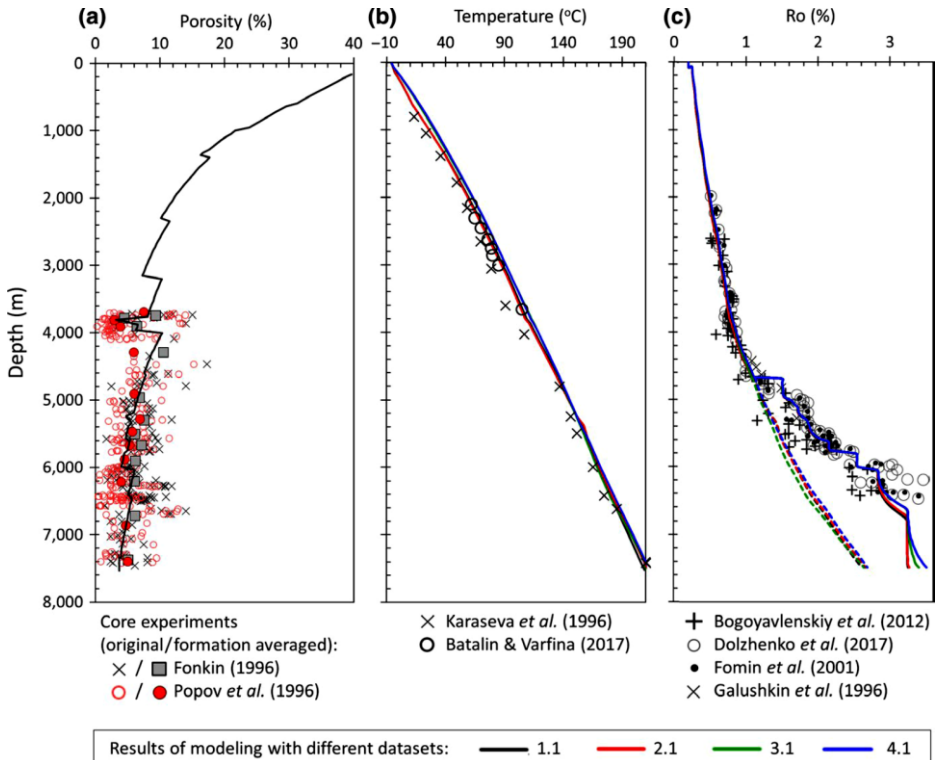 (a)
Porosity (%)
0 10 20 30 40
(b)
Temperature (°C)
−10 40 90 140 190
(c)
Ro (%)
0 1 2 3
Depth (m)
0
1,000
2,000
3,000
4,000
5,000
6,000
7,000
8,000
Core experiments
(original/formation averaged):
/ Fonkin (1996)
/ Popov et al. (1996)
Karaseva et al. (1996)
Batalin & Varfina (2017)
Bogoyavlenskiy et al. (2012)
Dolzhenko et al. (2017)
Fomin et al. (2001)
Galushkin et al. (1996)
Results of modeling with different datasets: 1.1 2.1 3.1 4.1